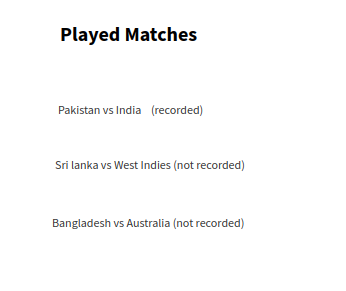 Played Matches
Pakistan vs India (recorded)
Sri lanka vs West Indies (not recorded)
Bangladesh vs Australia (not recorded)